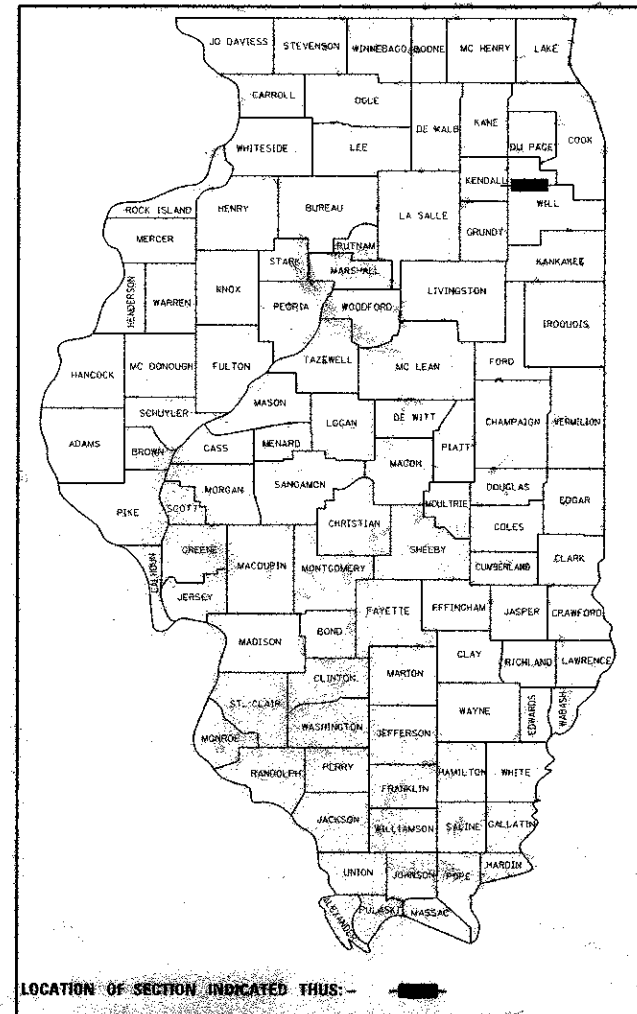 JO DAVIESS STEVENSON WINNEBAGO BOONE MC HENRY LAKE
CARROLL OGLE DE KALB KANE COOK
DU PAGE
WHITESIDE LEE
KENDALL
WILL
ROCK ISLAND HENRY BUREAU LA SALLE GRUNDY
MERCER PUTNAM
STARK MARSHALL KANKAKEE
HENDERSON WARREN KNOX PEORIA WOODFORD LIVINGSTON IROQUOIS
HANCOCK MC DONOUGH FULTON TAZEWELL MC LEAN FORD
SCHUYLER MASON LOGAN DE WITT CHAMPAIGN VERMILION
ADAMS BROWN CASS MENARD PIATT
MACON
MORGAN SANGAMON DOUGLAS
PIKE SCOTT MOULTRIE EDGAR
CHRISTIAN COLES
GREENE MACOUPIN MONTGOMERY SHELBY CUMBERLAND CLARK
CALHOUN JERSEY
FAYETTE EFFINGHAM JASPER CRAWFORD
MADISON BOND
CLAY RICHLAND LAWRENCE
CLINTON MARION
ST. CLAIR WAYNE EDWARDS WABASH
WASHINGTON JEFFERSON
MONROE
RANDOLPH PERRY HAMILTON WHITE
FRANKLIN
JACKSON WILLIAMSON SALINE GALLATIN
UNION JOHNSON POPE HARDIN
ALEXANDER PULASKI MASSAC
LOCATION OF SECTION INDICATED THUS:-